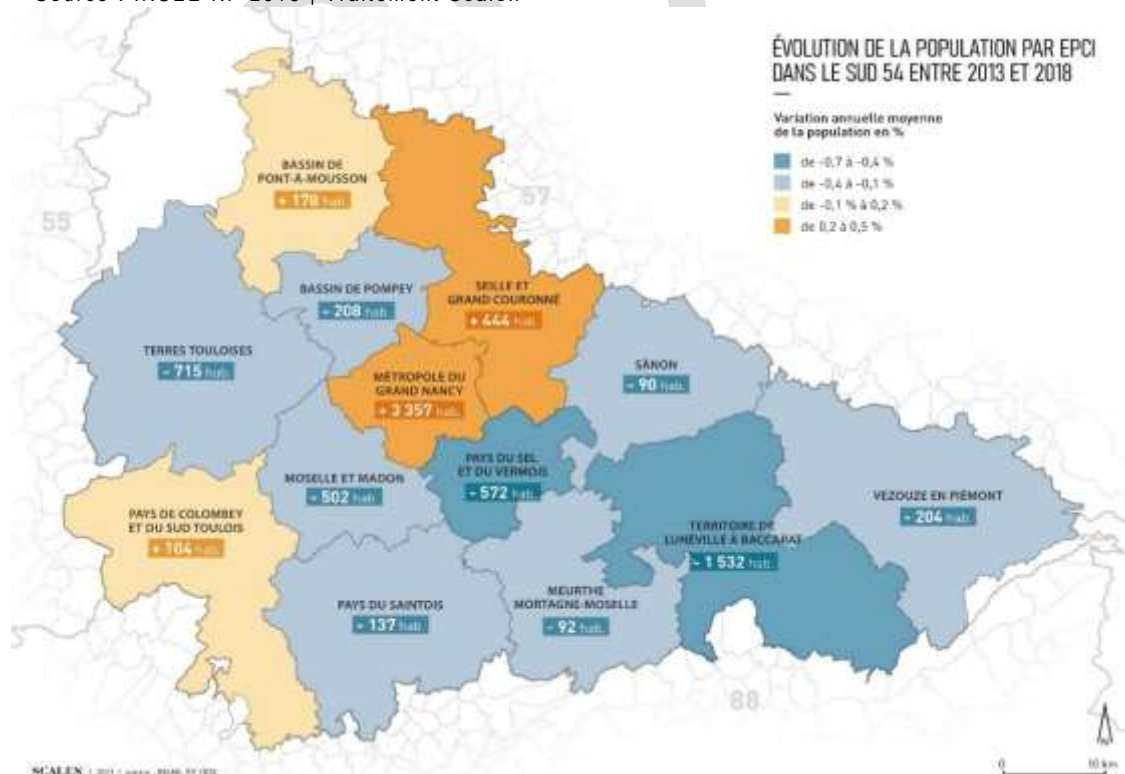 Source : INSEE RP 2018 | Traitement Scalen
ÉVOLUTION DE LA POPULATION PAR EPCI
DANS LE SUD 54 ENTRE 2013 ET 2018
Variation annuelle moyenne
de la population en %
de -0,7 à -0,4 %
de -0,4 à -0,1 %
de -0,1 % à 0,2 %
de 0,2 à 0,5 %
55
57
88
BASSIN DE
PONT-À-MOUSSON
+ 178 hab.
BASSIN DE POMPEY
- 208 hab.
SEILLE ET
GRAND COURONNÉ
+ 444 hab.
TERRES TOULOISES
- 715 hab.
MÉTROPOLE DU
GRAND NANCY
+ 3 357 hab.
SÂNON
- 90 hab.
PAYS DU SEL
ET DU VERMOIS
- 572 hab.
MOSELLE ET MADON
- 502 hab.
VEZOUZE EN PIÉMONT
- 204 hab.
PAYS DE COLOMBEY
ET DU SUD TOULOIS
+ 104 hab.
TERRITOIRE DE
LUNÉVILLE À BACCARAT
- 1 532 hab.
PAYS DU SAINTOIS
- 137 hab.
MEURTHE
MORTAGNE-MOSELLE
- 92 hab.
SCALEN
0 10 km